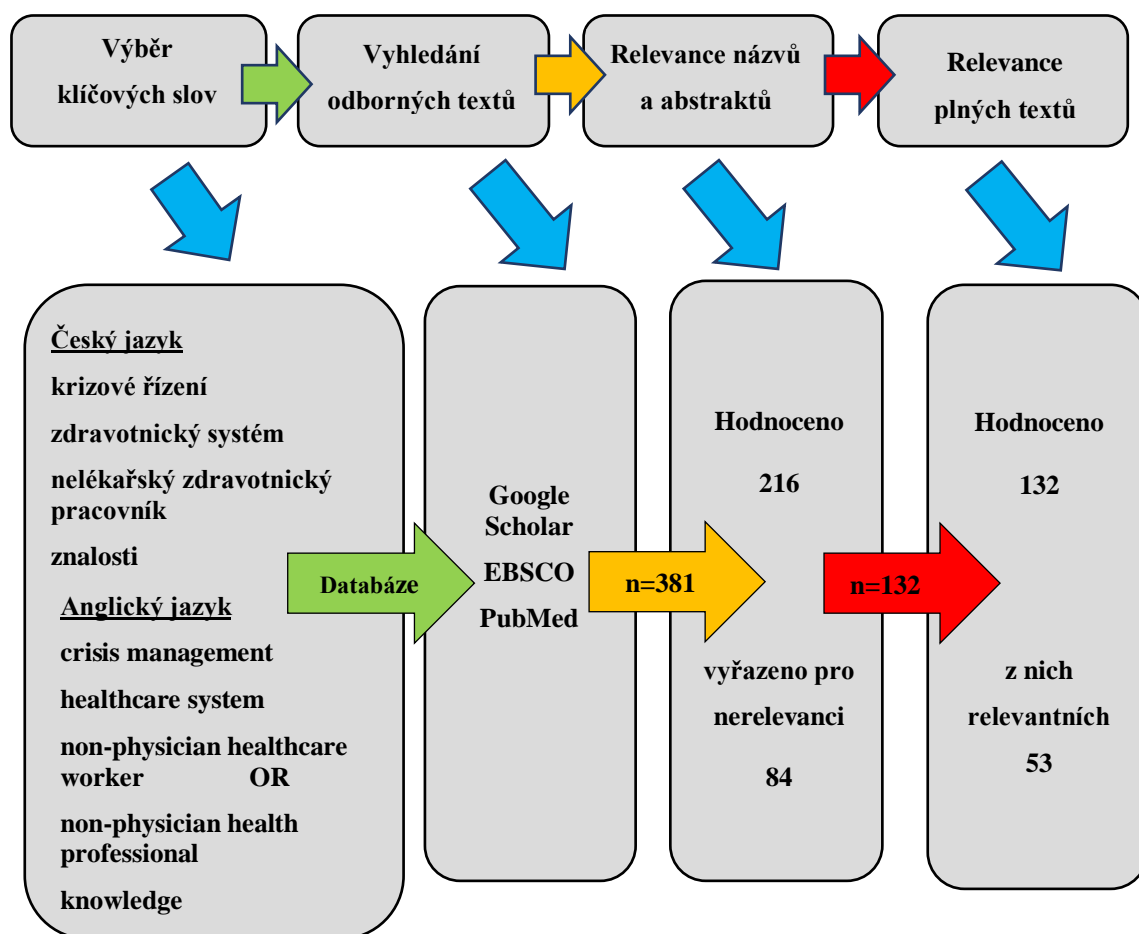 Výběr
klíčových slov
Vyhledání
odborných textů
Relevance názvů
a abstraktů
Relevance
plných textů
Český jazyk
krizové řízení
zdravotnický systém
nelékařský zdravotnický
pracovník
znalosti
Anglický jazyk
crisis management
healthcare system
non-physician healthcare
worker OR
non-physician health
professional
knowledge
Databáze
Google
Scholar
EBSCO
PubMed
n=381
Hodnoceno
216
vyřazeno pro
nerelevanci
84
n=132
Hodnoceno
132
z nich
relevantních
53